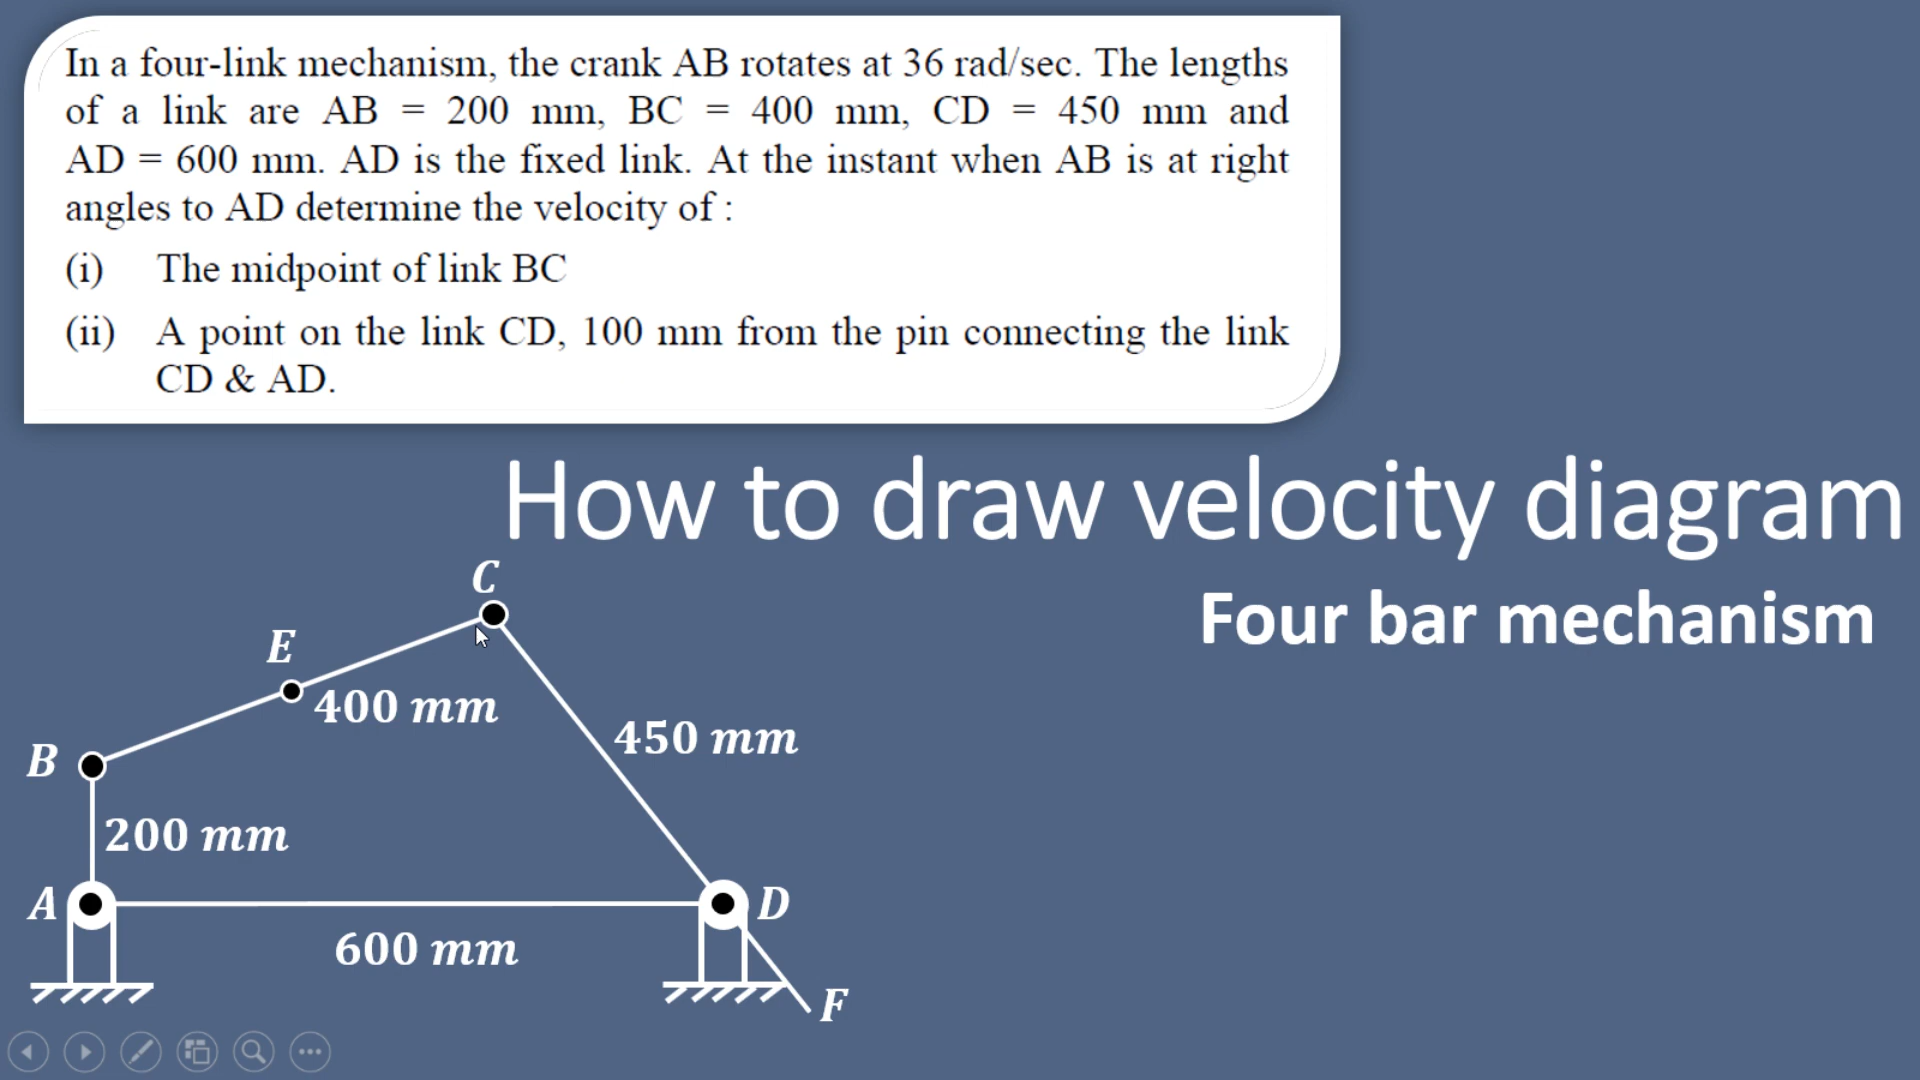 In a four-link mechanism, the crank AB rotates at 36 rad/sec. The lengths
of a link are AB = 200 mm, BC = 400 mm, CD = 450 mm and
AD = 600 mm. AD is the fixed link. At the instant when AB is at right
angles to AD determine the velocity of :
(i) The midpoint of link BC
(ii) A point on the link CD, 100 mm from the pin connecting the link
CD & AD.
How to draw velocity diagram
Four bar mechanism
C
E
400 mm
450 mm
B
200 mm
A
D
600 mm
F